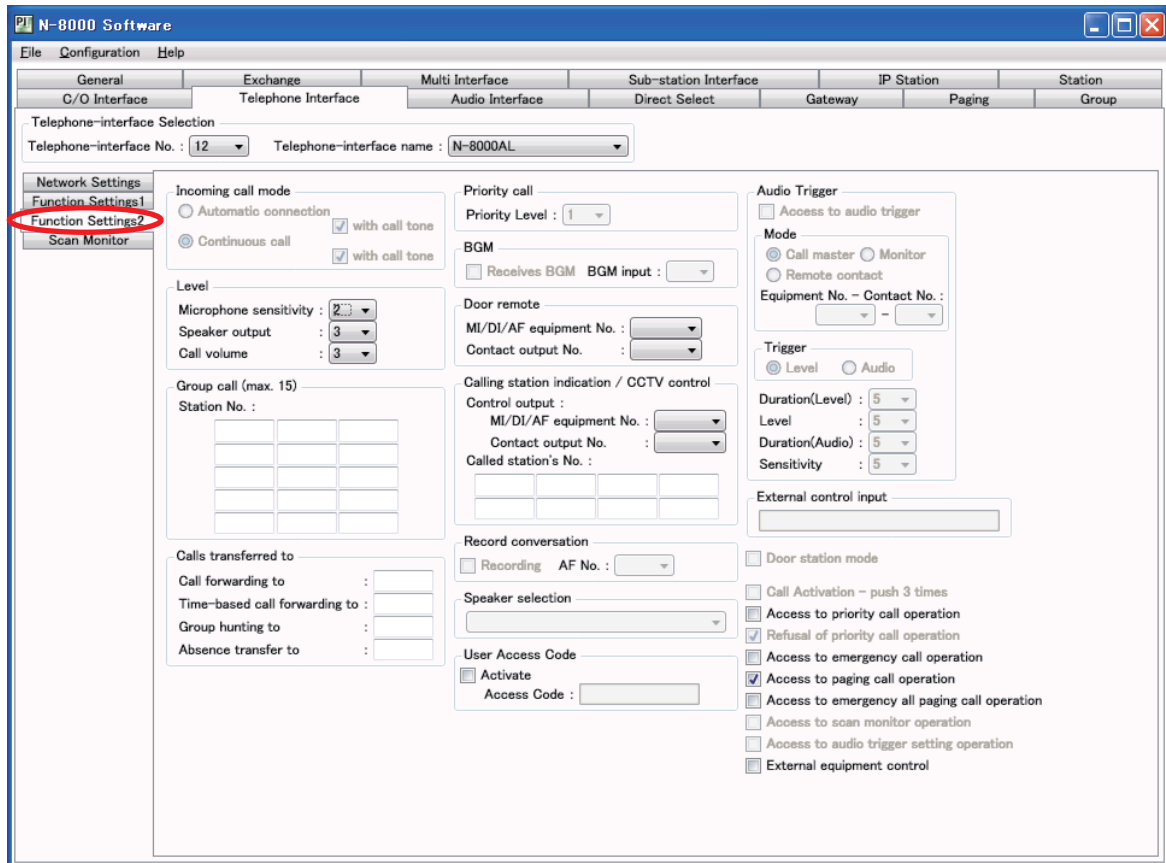 N-8000 Software
File Configuration Help
General Exchange Multi Interface Sub-station Interface IP Station Station
C/O Interface Telephone Interface Audio Interface Direct Select Gateway Paging Group
Telephone-interface Selection
Telephone-interface No. : 12 Telephone-interface name : N-8000AL
Network Settings
Function Settings1
Function Settings2
Scan Monitor
Incoming call mode
Automatic connection
with call tone
Continuous call
with call tone
Level
Microphone sensitivity : 2
Speaker output : 3
Call volume : 3
Group call (max. 15)
Station No. :
Calls transferred to
Call forwarding to :
Time-based call forwarding to :
Group hunting to :
Absence transfer to :
Priority call
Priority Level : 1
BGM
Receives BGM BGM input :
Door remote
MI/DI/AF equipment No. :
Contact output No. :
Calling station indication / CCTV control
Control output :
MI/DI/AF equipment No. :
Contact output No. :
Called station's No. :
Record conversation
Recording AF No. :
Speaker selection
User Access Code
Activate
Access Code :
Audio Trigger
Access to audio trigger
Mode
Call master Monitor
Remote contact
Equipment No. - Contact No. :
-
Trigger
Level Audio
Duration(Level) : 5
Level : 5
Duration(Audio) : 5
Sensitivity : 5
External control input
Door station mode
Call Activation - push 3 times
Access to priority call operation
Refusal of priority call operation
Access to emergency call operation
Access to paging call operation
Access to emergency all paging call operation
Access to scan monitor operation
Access to audio trigger setting operation
External equipment control